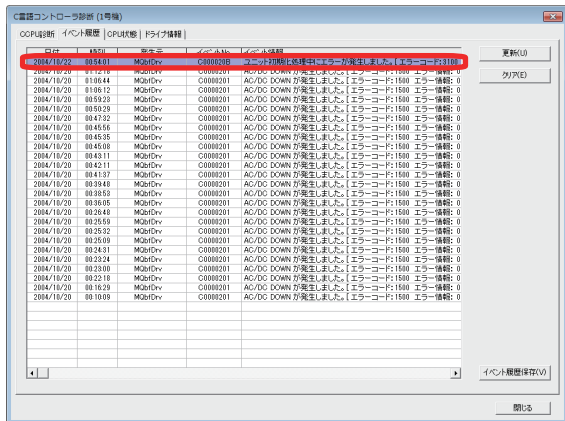 C言語コントローラ診断 (1号機)
CCPU診断 イベント履歴 CPU状態 ドライブ情報
日付 時刻 発生元 イベントNo. イベント情報
更新(U)
2004/10/22 00:54:01 MQbfDrv C000020B ユニット初期化処理中にエラーが発生しました。[ エラーコード:3100
2004/10/20 01:12:18 MQbfDrv C0000201 AC/DC DOWN が発生しました。[ エラーコード:1500 エラー情報: 0
クリア(E)
2004/10/20 01:06:44 MQbfDrv C0000201 AC/DC DOWN が発生しました。[ エラーコード:1500 エラー情報: 0
2004/10/20 01:06:12 MQbfDrv C0000201 AC/DC DOWN が発生しました。[ エラーコード:1500 エラー情報: 0
2004/10/20 00:59:23 MQbfDrv C0000201 AC/DC DOWN が発生しました。[ エラーコード:1500 エラー情報: 0
2004/10/20 00:50:29 MQbfDrv C0000201 AC/DC DOWN が発生しました。[ エラーコード:1500 エラー情報: 0
2004/10/20 00:47:32 MQbfDrv C0000201 AC/DC DOWN が発生しました。[ エラーコード:1500 エラー情報: 0
2004/10/20 00:45:56 MQbfDrv C0000201 AC/DC DOWN が発生しました。[ エラーコード:1500 エラー情報: 0
2004/10/20 00:45:35 MQbfDrv C0000201 AC/DC DOWN が発生しました。[ エラーコード:1500 エラー情報: 0
2004/10/20 00:45:08 MQbfDrv C0000201 AC/DC DOWN が発生しました。[ エラーコード:1500 エラー情報: 0
2004/10/20 00:43:11 MQbfDrv C0000201 AC/DC DOWN が発生しました。[ エラーコード:1500 エラー情報: 0
2004/10/20 00:42:11 MQbfDrv C0000201 AC/DC DOWN が発生しました。[ エラーコード:1500 エラー情報: 0
2004/10/20 00:41:37 MQbfDrv C0000201 AC/DC DOWN が発生しました。[ エラーコード:1500 エラー情報: 0
2004/10/20 00:39:48 MQbfDrv C0000201 AC/DC DOWN が発生しました。[ エラーコード:1500 エラー情報: 0
2004/10/20 00:38:53 MQbfDrv C0000201 AC/DC DOWN が発生しました。[ エラーコード:1500 エラー情報: 0
2004/10/20 00:36:05 MQbfDrv C0000201 AC/DC DOWN が発生しました。[ エラーコード:1500 エラー情報: 0
2004/10/20 00:26:48 MQbfDrv C0000201 AC/DC DOWN が発生しました。[ エラーコード:1500 エラー情報: 0
2004/10/20 00:25:59 MQbfDrv C0000201 AC/DC DOWN が発生しました。[ エラーコード:1500 エラー情報: 0
2004/10/20 00:25:32 MQbfDrv C0000201 AC/DC DOWN が発生しました。[ エラーコード:1500 エラー情報: 0
2004/10/20 00:25:09 MQbfDrv C0000201 AC/DC DOWN が発生しました。[ エラーコード:1500 エラー情報: 0
2004/10/20 00:24:31 MQbfDrv C0000201 AC/DC DOWN が発生しました。[ エラーコード:1500 エラー情報: 0
2004/10/20 00:23:24 MQbfDrv C0000201 AC/DC DOWN が発生しました。[ エラーコード:1500 エラー情報: 0
2004/10/20 00:23:00 MQbfDrv C0000201 AC/DC DOWN が発生しました。[ エラーコード:1500 エラー情報: 0
2004/10/20 00:22:18 MQbfDrv C0000201 AC/DC DOWN が発生しました。[ エラーコード:1500 エラー情報: 0
2004/10/20 00:16:29 MQbfDrv C0000201 AC/DC DOWN が発生しました。[ エラーコード:1500 エラー情報: 0
2004/10/20 00:10:09 MQbfDrv C0000201 AC/DC DOWN が発生しました。[ エラーコード:1500 エラー情報: 0
イベント履歴保存(V)
閉じる